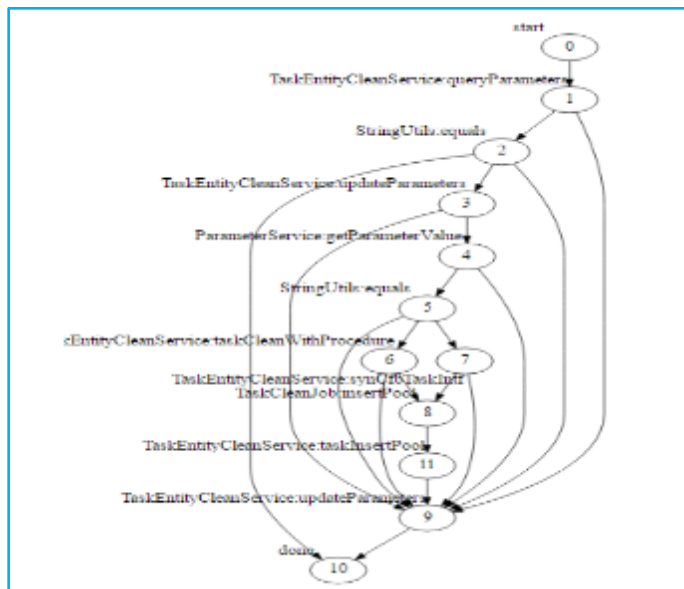 start
0
TaskEntityCleanService:queryParameters
1
StringUtils:equals
2
TaskEntityCleanService:updateParameters
3
ParameterService:getParameterValue
4
StringUtils:equals
5
cEntityCleanService:taskCleanWithProcedure
6
7
TaskCleanJob:insertPool
8
TaskEntityCleanService:taskInsertPool
11
TaskEntityCleanService:updateParameters
9
done
10